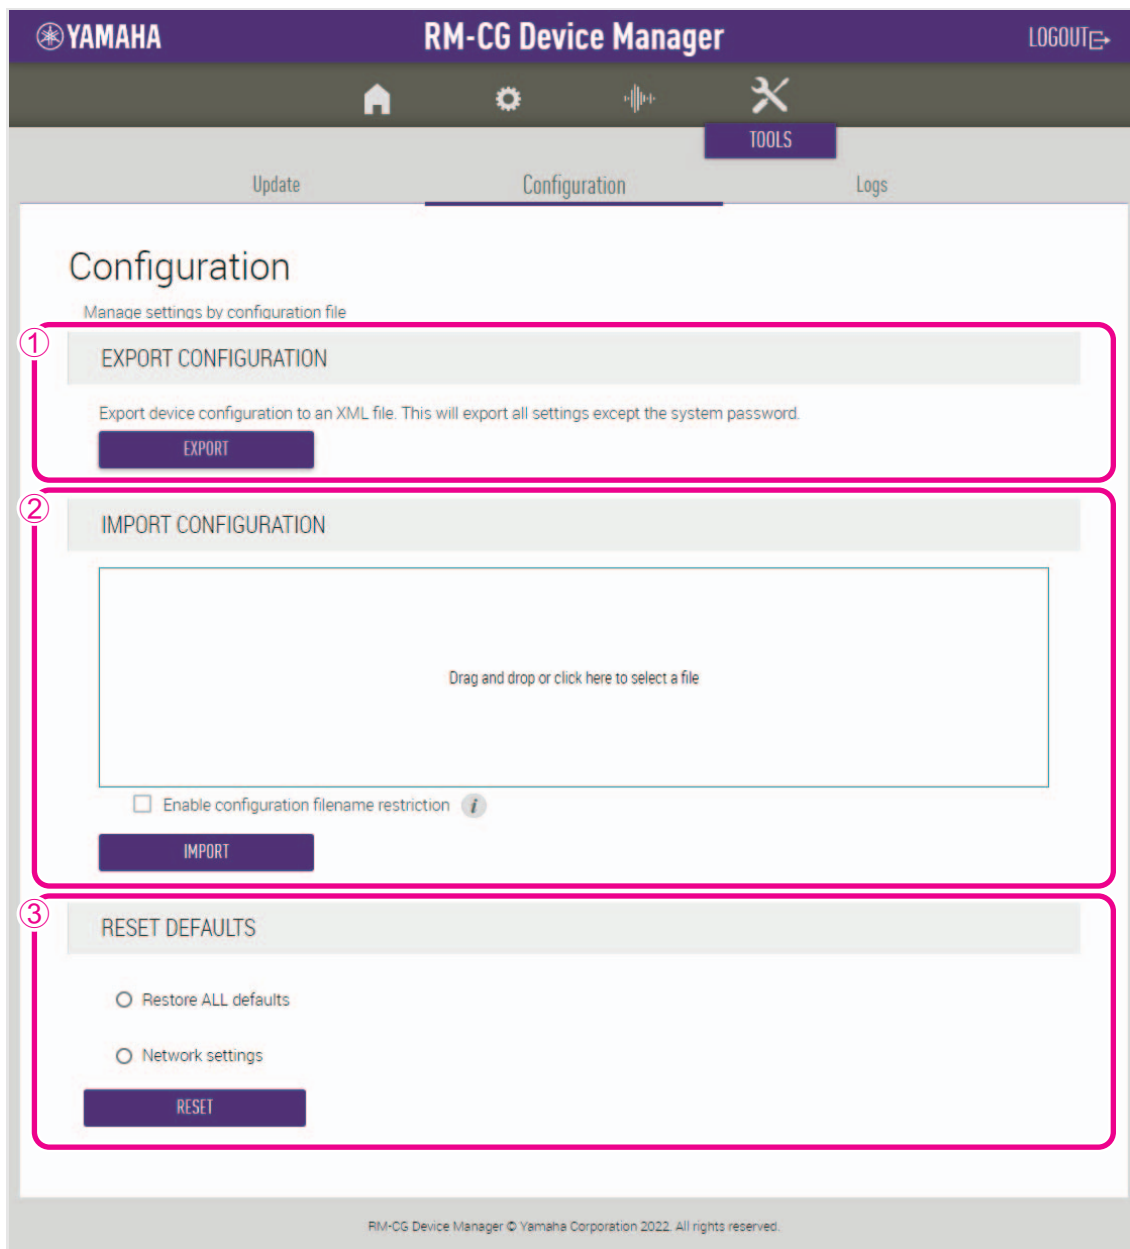 YAMAHA RM-CG Device Manager LOGOUT
TOOLS
Update Configuration Logs
Configuration
Manage settings by configuration file
①
EXPORT CONFIGURATION
Export device configuration to an XML file. This will export all settings except the system password.
EXPORT
②
IMPORT CONFIGURATION
Drag and drop or click here to select a file
Enable configuration filename restriction i
IMPORT
③
RESET DEFAULTS
Restore ALL defaults
Network settings
RESET
RM-CG Device Manager © Yamaha Corporation 2022. All rights reserved.